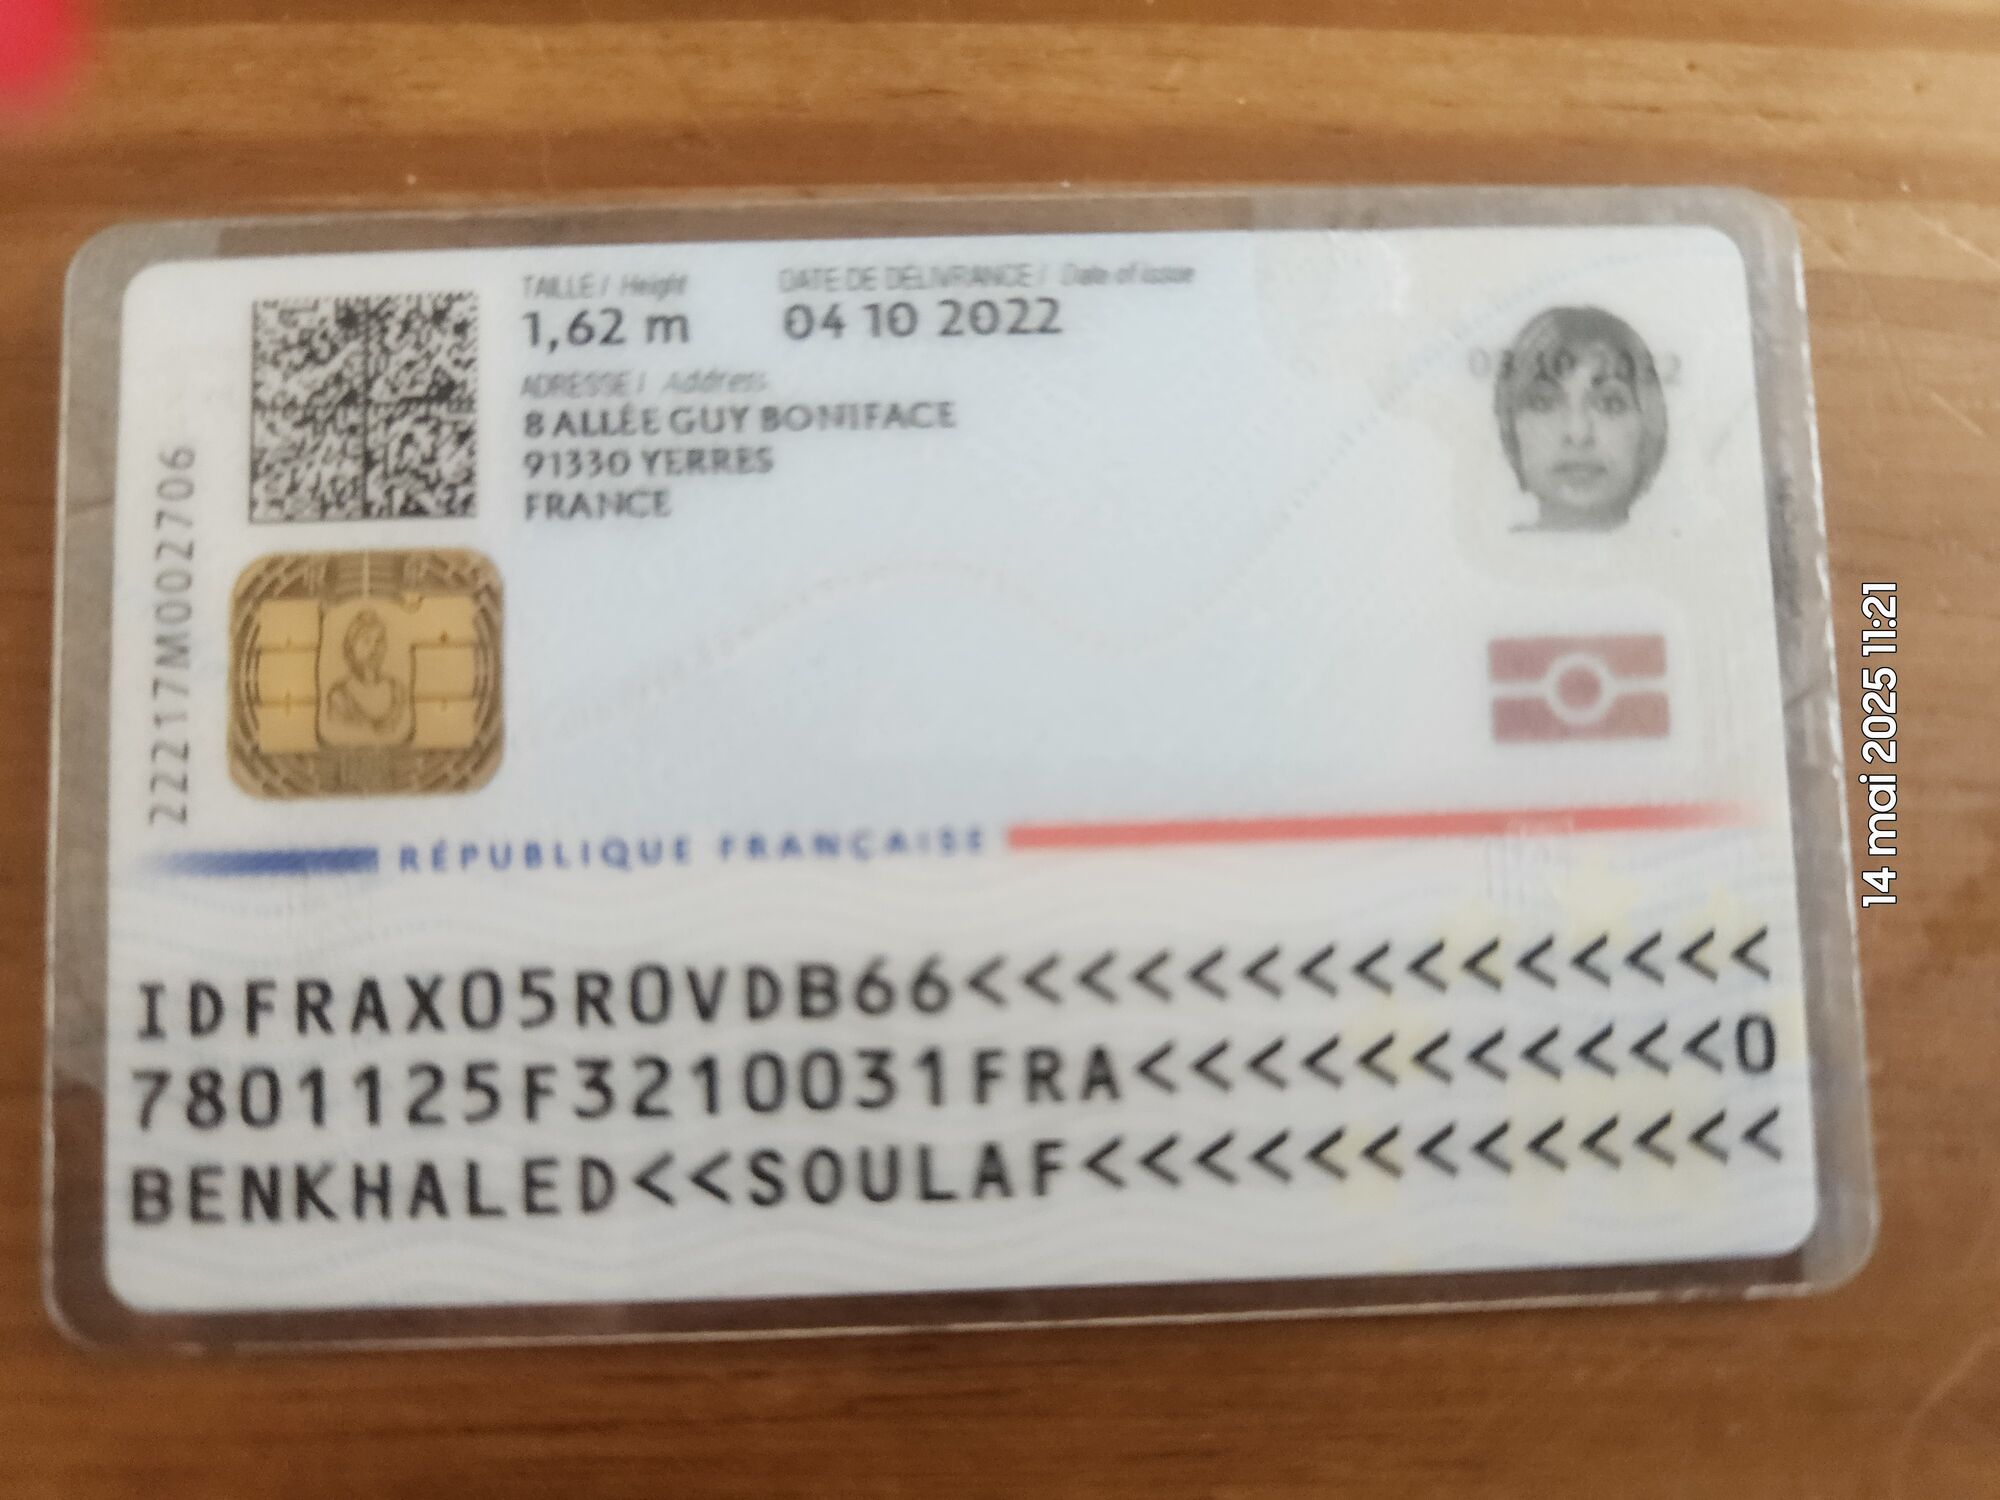 TAILLE / Height
1,62 m
DATE DE DÉLIVRANCE / Date of issue
04 10 2022
ADRESSE / Address
8 ALLÉE GUY BONIFACE
91330 YERRES
FRANCE
22217M002706
RÉPUBLIQUE FRANÇAISE
IDFRAX05R0VDB66<<<<<<<<<<<<<<<
7801125F3210031FRA<<<<<<<<<<<0
BENKHALED<<SOULAF<<<<<<<<<<<<<
14 mai 2025 11:21